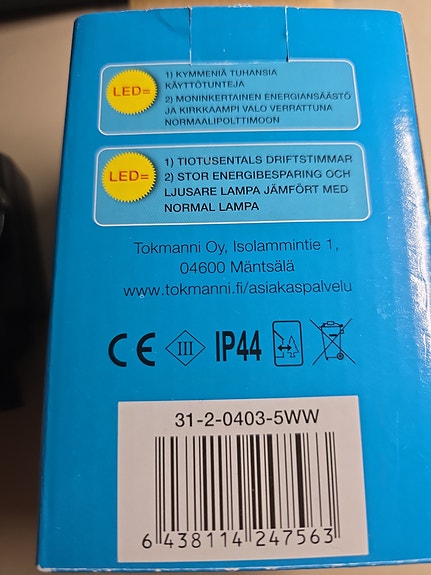 LED=
1) KYMMENIÄ TUHANSIA
KÄYTTÖTUNTEJA
2) MONINKERTAINEN ENERGIANSÄÄSTÖ
JA KIRKKAAMPI VALO VERRATTUNA
NORMAALIPOLTTIMOON
LED=
1) TIOTUSENTALS DRIFTSTIMMAR
2) STOR ENERGIBESPARING OCH
LJUSARE LAMPA JÄMFÖRT MED
NORMAL LAMPA
Tokmanni Oy, Isolammintie 1,
04600 Mäntsälä
www.tokmanni.fi/asiakaspalvelu
CE III IP44
31-2-0403-5WW
6 438114 247563